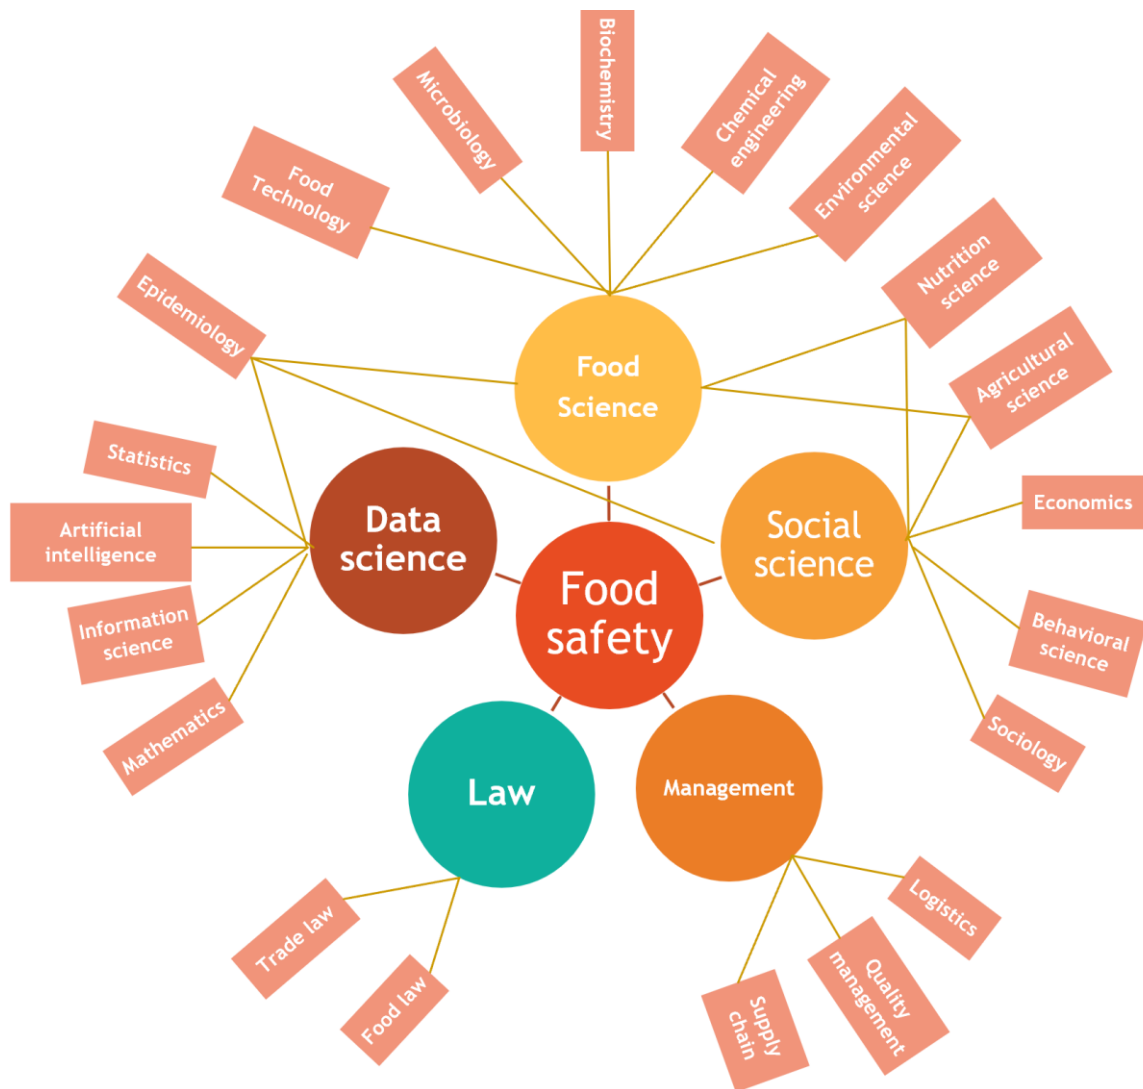 Biochemistry
Microbiology
Chemical
engineering
Environmental
science
Food
Technology
Nutrition
science
Epidemiology
Agricultural
science
Food
Science
Statistics
Data
science
Social
science
Economics
Artificial
intelligence
Food
safety
Information
science
Behavioral
science
Mathematics
Sociology
Law
Management
Trade law
Food law
Logistics
Quality
management
Supply
chain